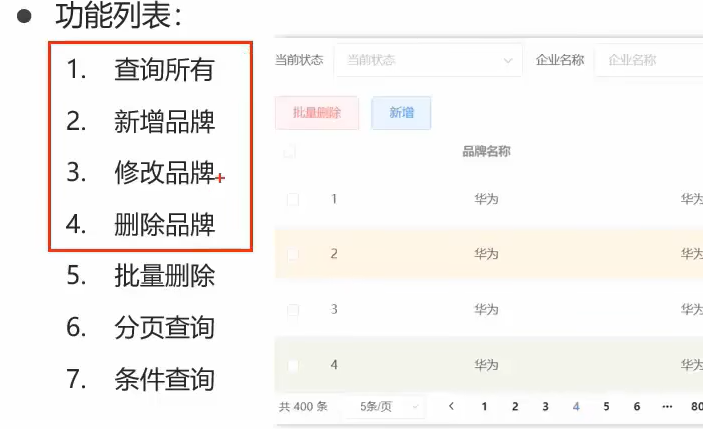 ● 功能列表：
1. 查询所有
2. 新增品牌
3. 修改品牌
4. 删除品牌
5. 批量删除
6. 分页查询
7. 条件查询
当前状态 当前状态 企业名称 企业名称
批量删除 新增
品牌名称
1 华为 华为
2 华为 华为
3 华为 华为
4 华为 华为
共 400 条 5条/页 < 1 2 3 4 5 6 ··· 80